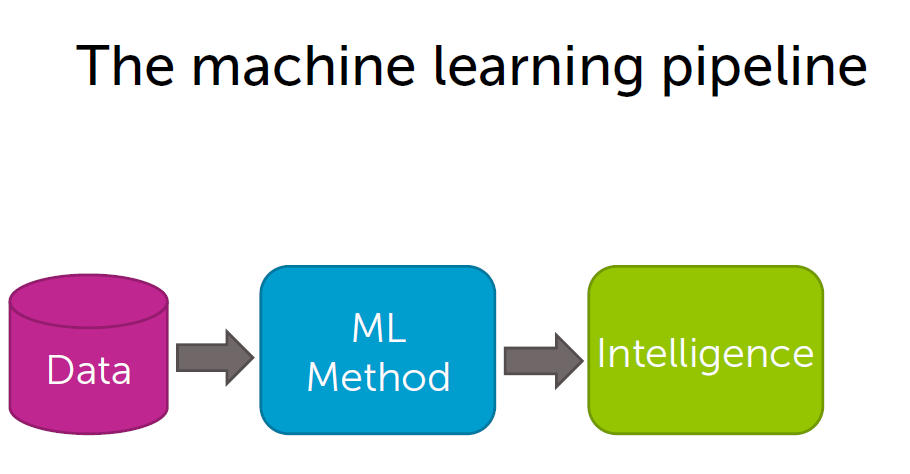 The machine learning pipeline
Data
ML
Method
Intelligence